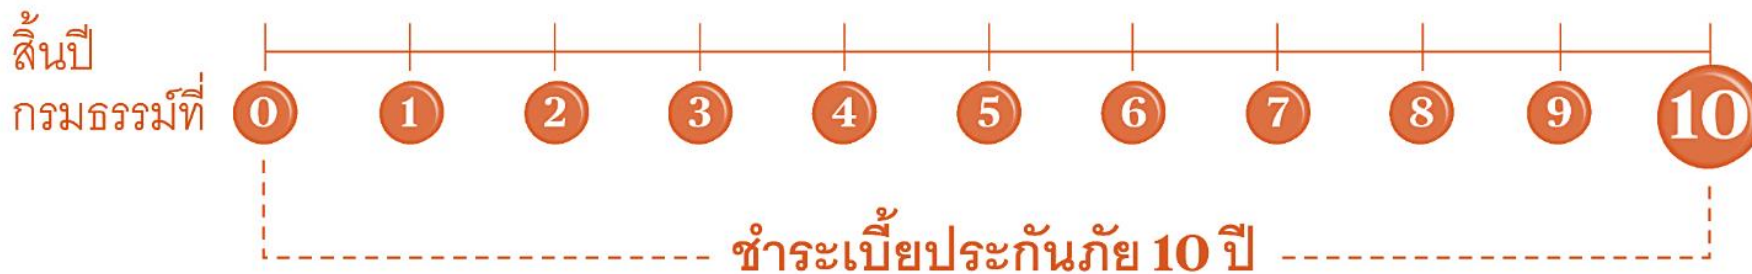 สิ้นปี
กรมธรรม์ที่ 0 1 2 3 4 5 6 7 8 9 10
ชำระเบี้ยประกันภัย 10 ปี